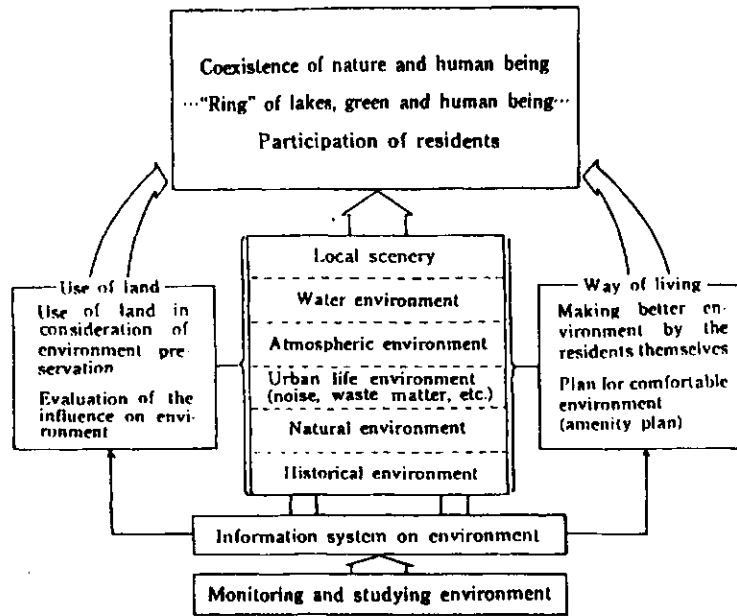 Coexistence of nature and human being
…"Ring" of lakes, green and human being…
Participation of residents
Use of land
Use of land in
consideration of
environment pre-
servation
Evaluation of the
influence on envi-
ronment
Local scenery
Water environment
Atmospheric environment
Urban life environment
(noise, waste matter, etc.)
Natural environment
Historical environment
Way of living
Making better en-
vironment by the
residents themselves
Plan for comfortable
environment
(amenity plan)
Information system on environment
Monitoring and studying environment